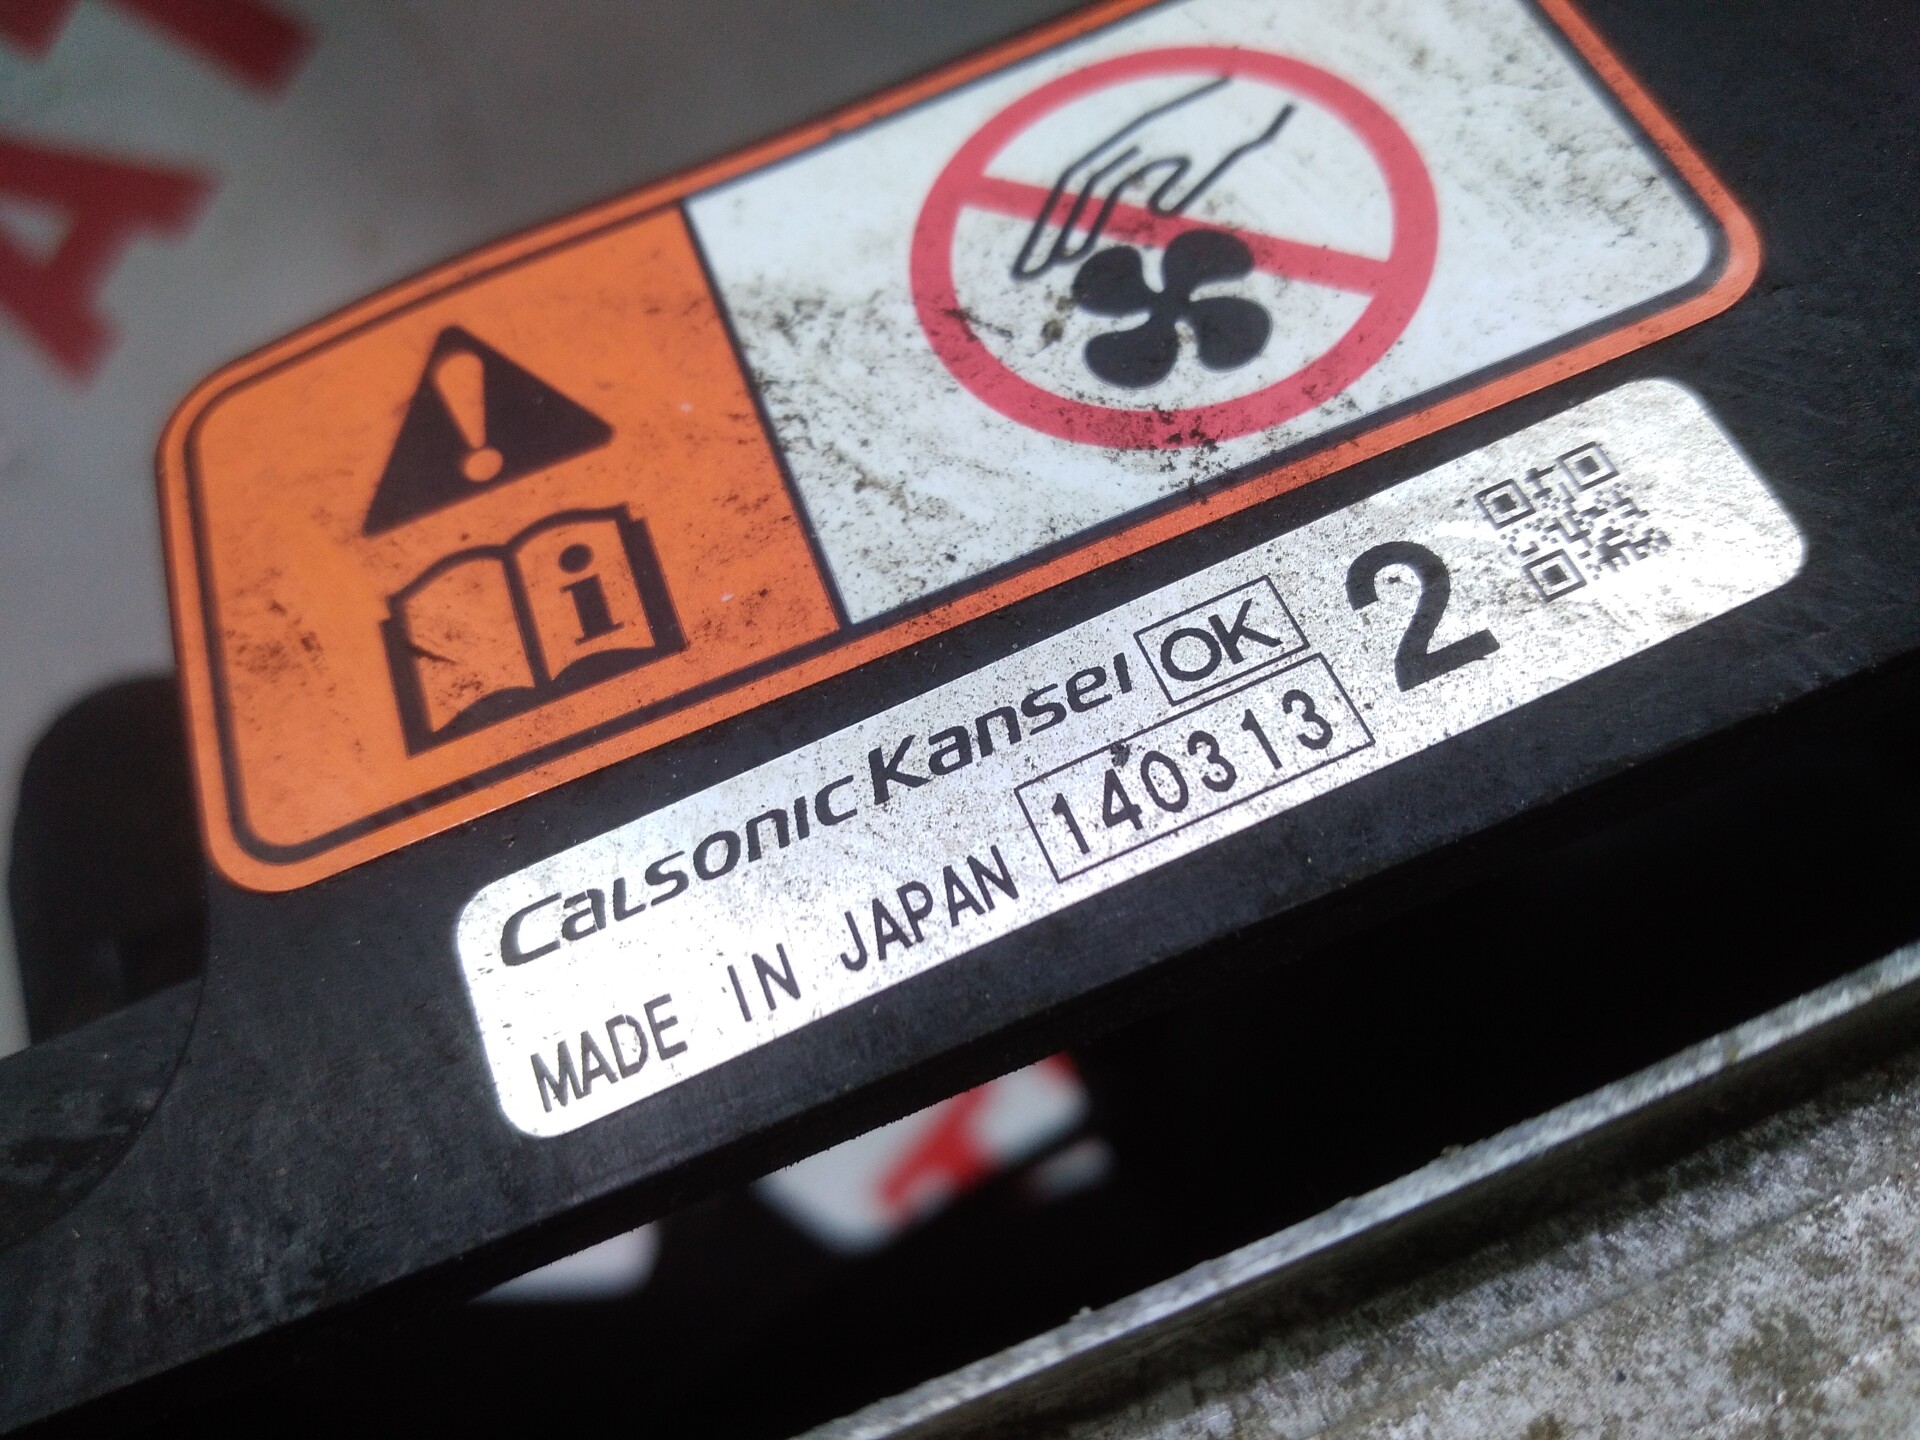 i
CalsonicKansei OK 2
MADE IN JAPAN 140313